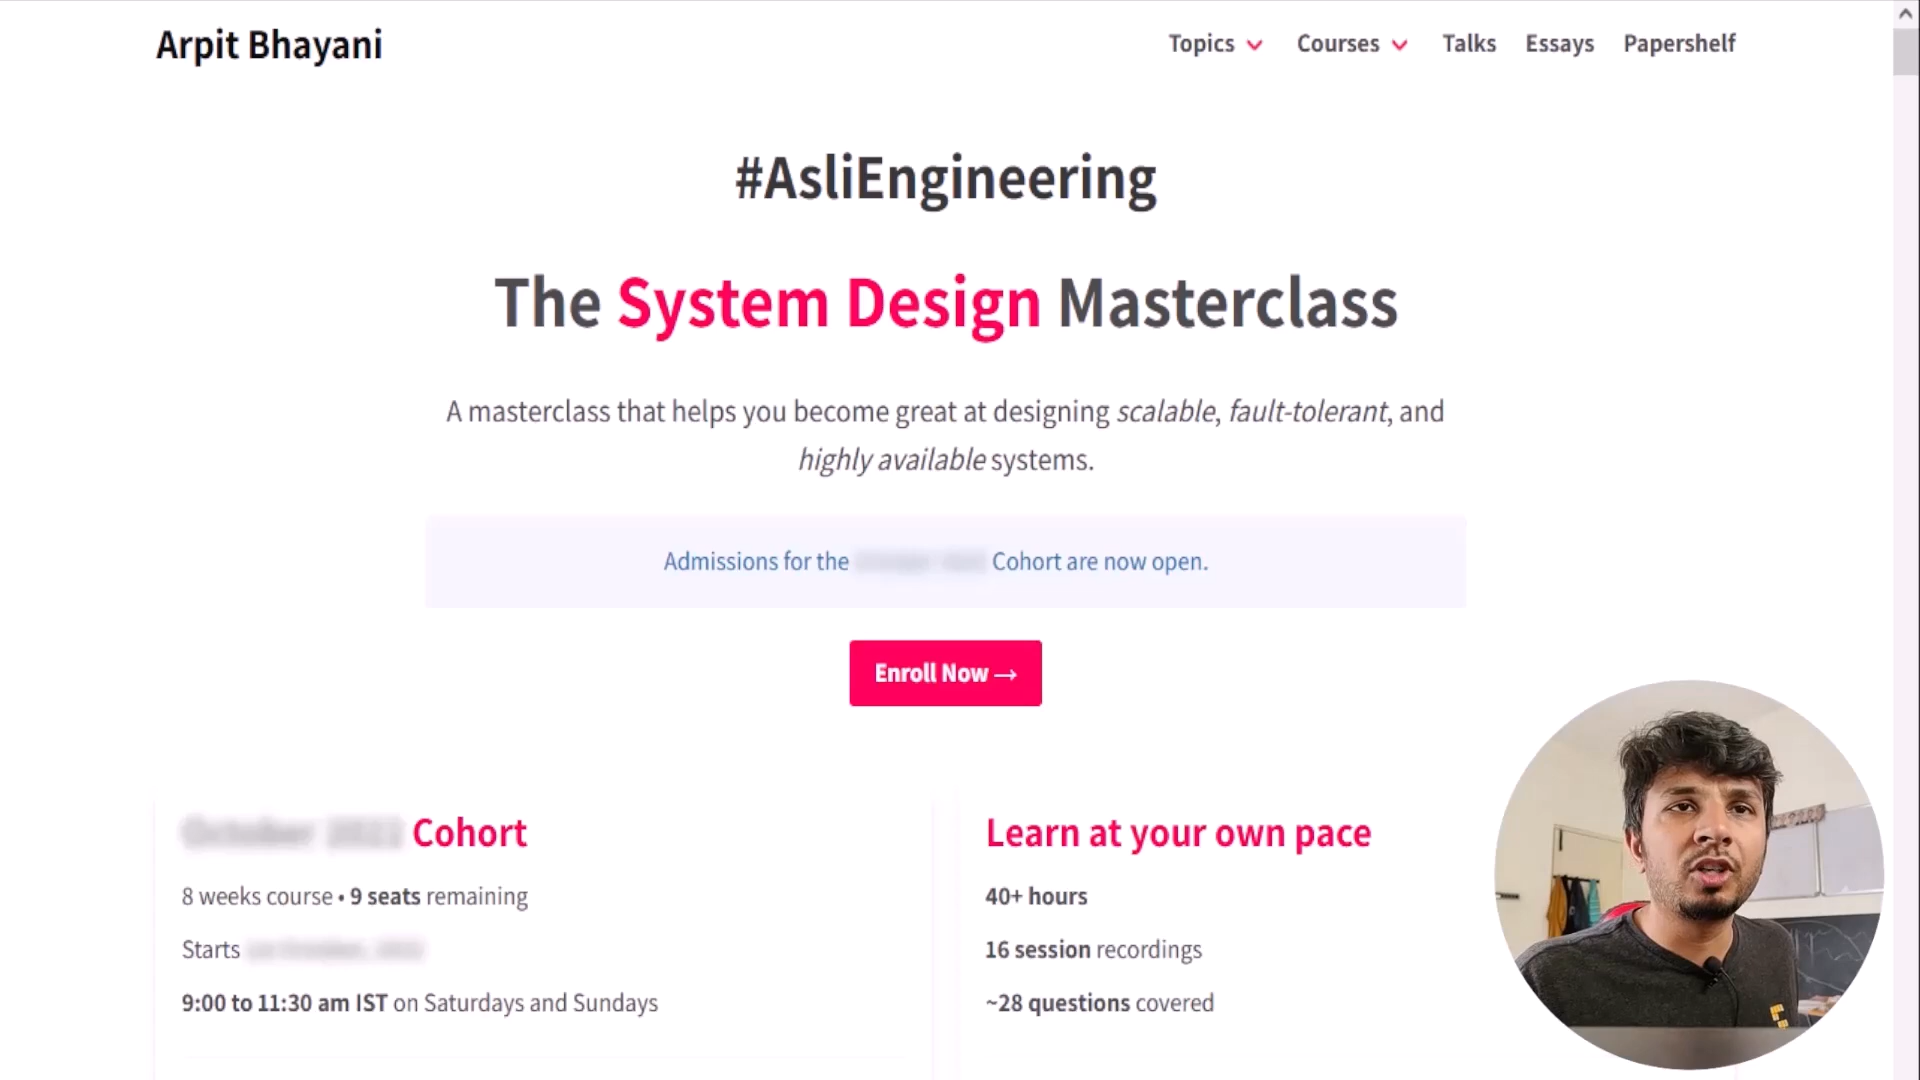 Arpit Bhayani
Topics Courses Talks Essays Papershelf
#AsliEngineering
The System Design Masterclass
A masterclass that helps you become great at designing scalable, fault-tolerant, and
highly available systems.
Admissions for the Cohort are now open.
Enroll Now →
Cohort
8 weeks course • 9 seats remaining
Starts
9:00 to 11:30 am IST on Saturdays and Sundays
Learn at your own pace
40+ hours
16 session recordings
~28 questions covered